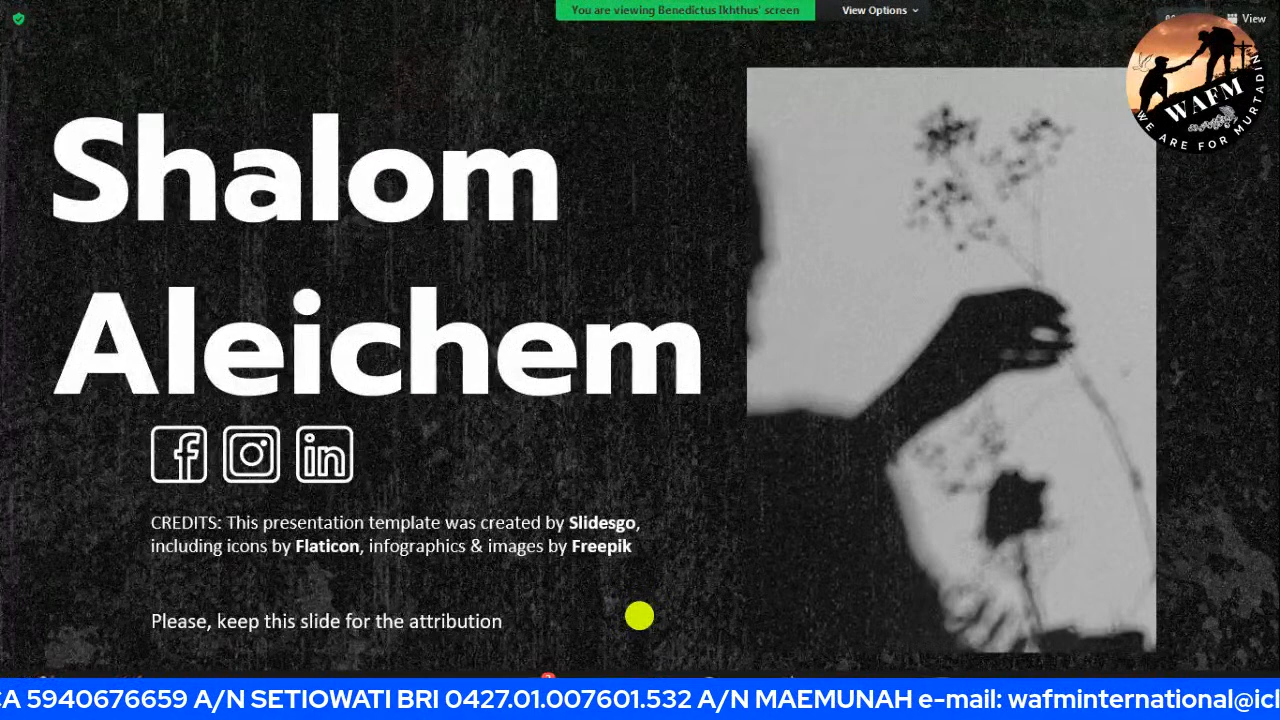 You are viewing Benedictus Ikhthus' screen
View Options
View
WAFM
WE ARE FOR MURTADIN
Shalom
Aleichem
CREDITS: This presentation template was created by Slidesgo,
including icons by Flaticon, infographics & images by Freepik
Please, keep this slide for the attribution
CA 5940676659 A/N SETIOWATI BRI 0427.01.007601.532 A/N MAEMUNAH e-mail: wafminternational@icl